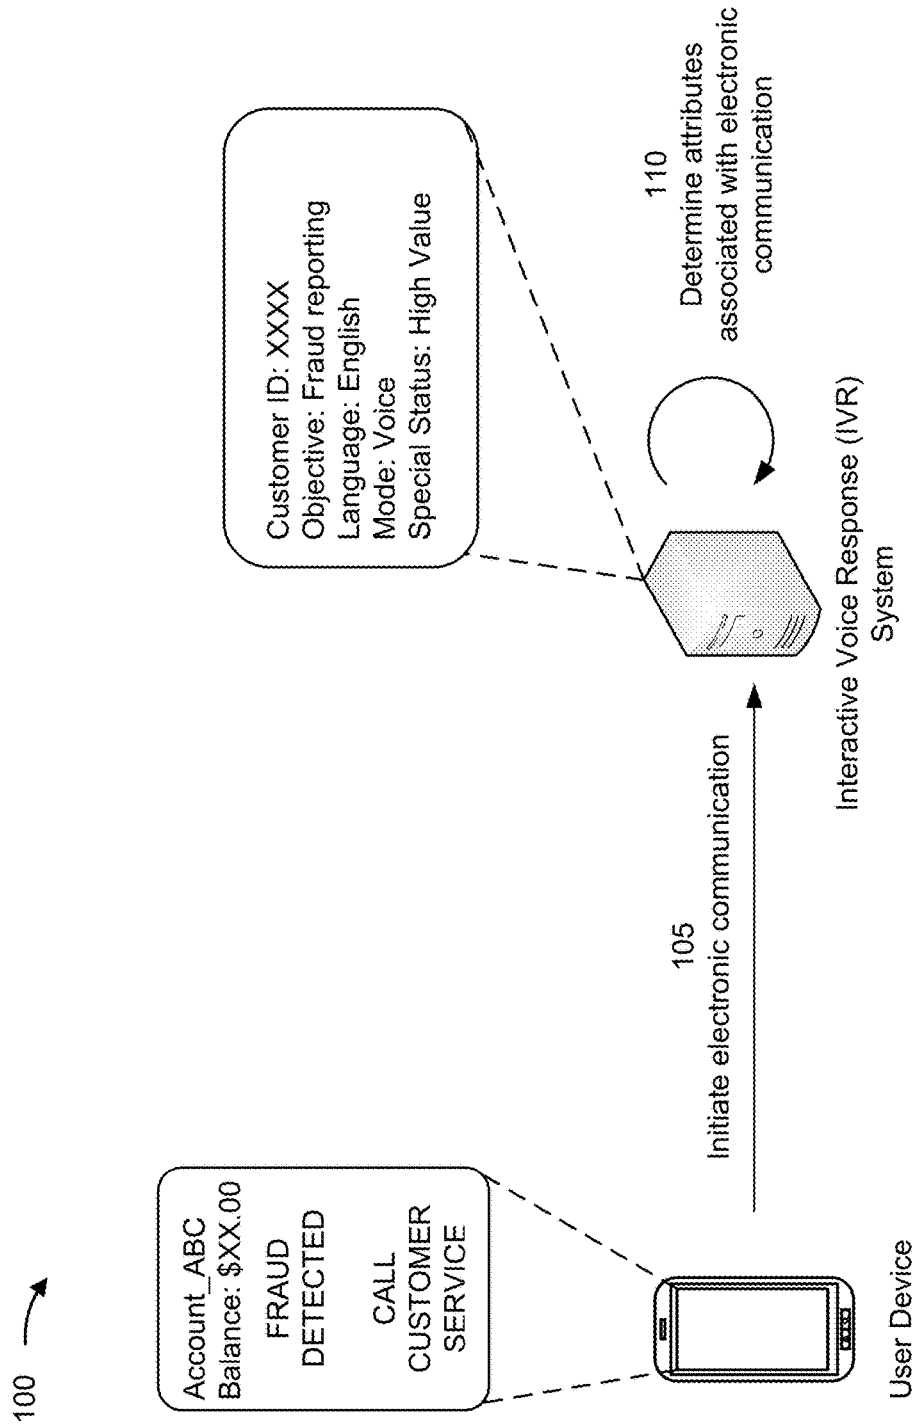 100
Account_ABC
Balance: $XX.00
FRAUD
DETECTED
CALL
CUSTOMER
SERVICE
User Device
105
Initiate electronic communication
Customer ID: XXXX
Objective: Fraud reporting
Language: English
Mode: Voice
Special Status: High Value
Interactive Voice Response (IVR)
System
110
Determine attributes
associated with electronic
communication